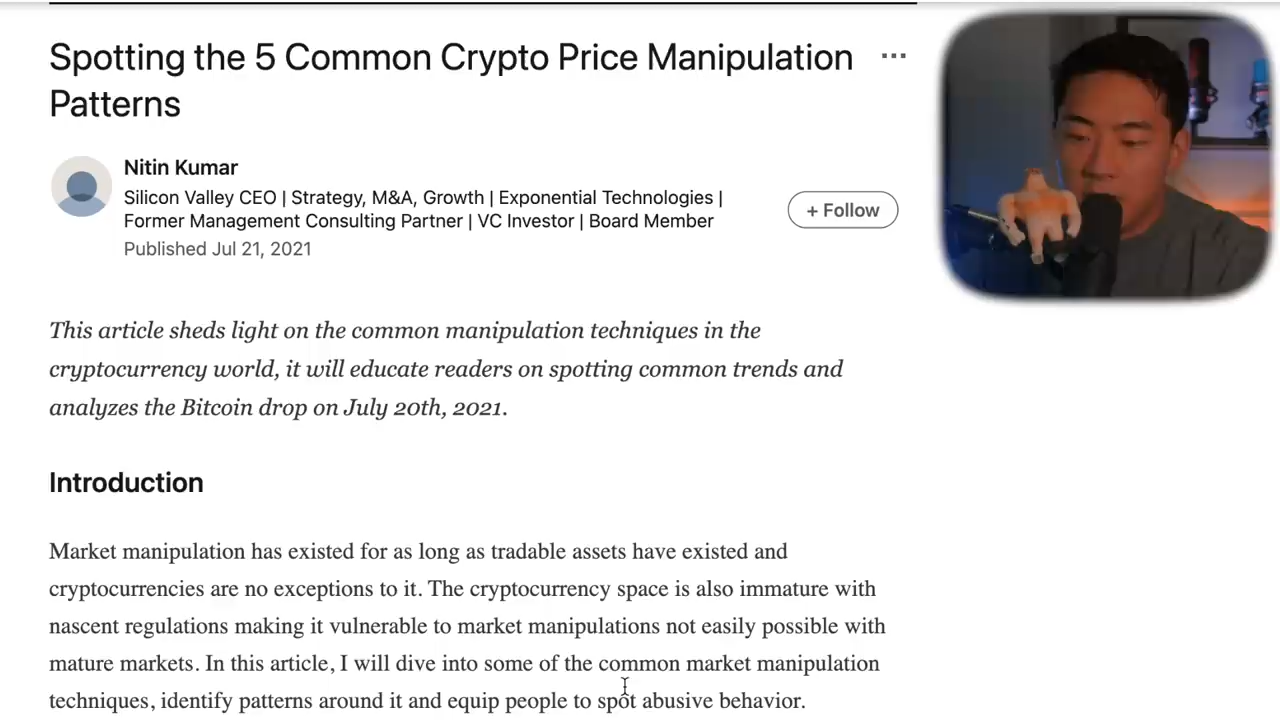 Spotting the 5 Common Crypto Price Manipulation
Patterns
Nitin Kumar
Silicon Valley CEO | Strategy, M&A, Growth | Exponential Technologies |
Former Management Consulting Partner | VC Investor | Board Member
Published Jul 21, 2021
+ Follow
This article sheds light on the common manipulation techniques in the
cryptocurrency world, it will educate readers on spotting common trends and
analyzes the Bitcoin drop on July 20th, 2021.
Introduction
Market manipulation has existed for as long as tradable assets have existed and
cryptocurrencies are no exceptions to it. The cryptocurrency space is also immature with
nascent regulations making it vulnerable to market manipulations not easily possible with
mature markets. In this article, I will dive into some of the common market manipulation
techniques, identify patterns around it and equip people to spot abusive behavior.